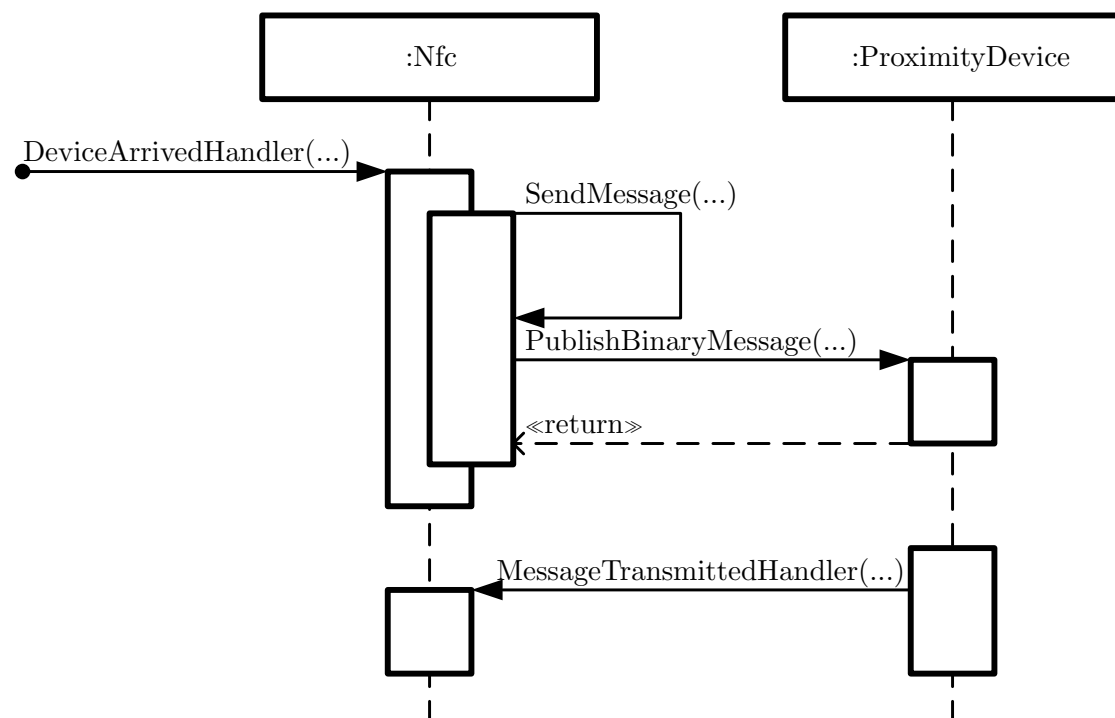 :Nfc
:ProximityDevice
DeviceArrivedHandler(...)
SendMessage(...)
PublishBinaryMessage(...)
≪return≫
MessageTransmittedHandler(...)